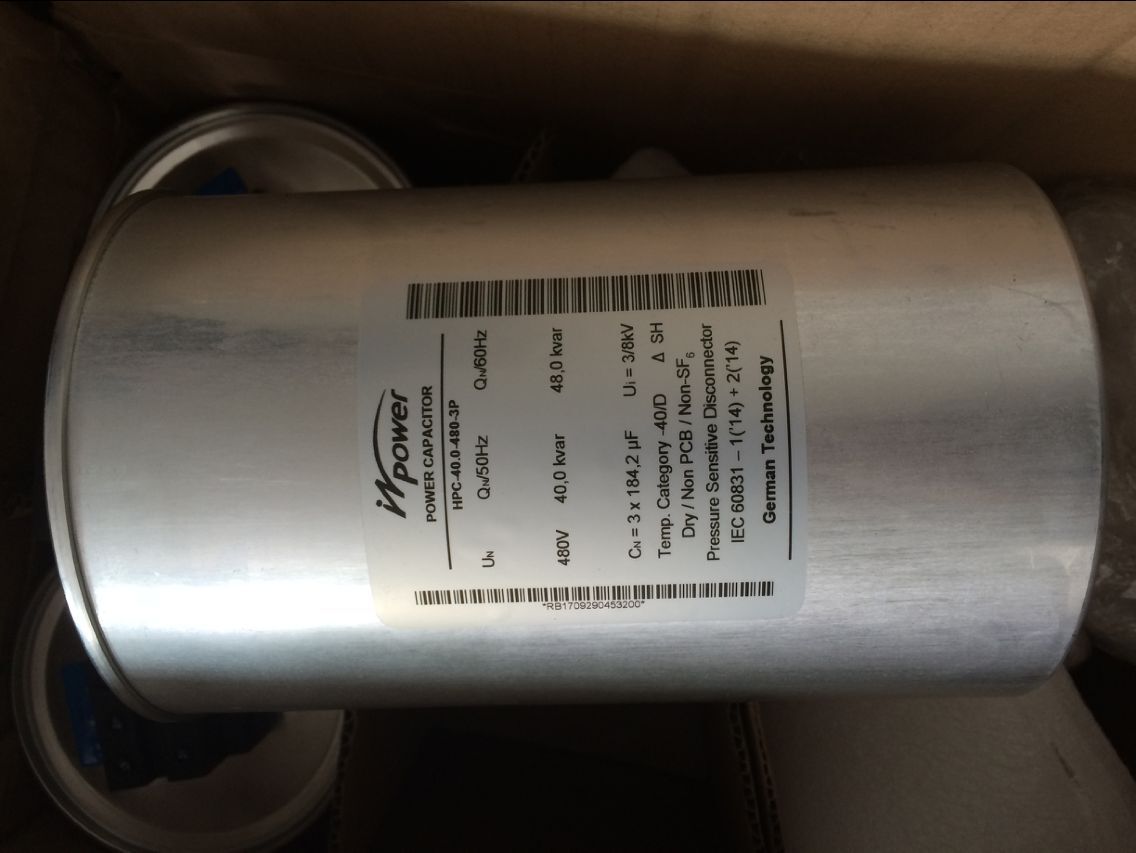 inpower
POWER CAPACITOR
HPC-40.0-480-3P
UN QN/50Hz QN/60Hz
480V 40,0 kvar 48,0 kvar
CN = 3 x 184,2 µF Ui = 3/8kV
Temp. Category -40/D Δ SH
Dry / Non PCB / Non-SF6
Pressure Sensitive Disconnector
IEC 60831 – 1('14) + 2('14)
German Technology
*RB1709290453200*